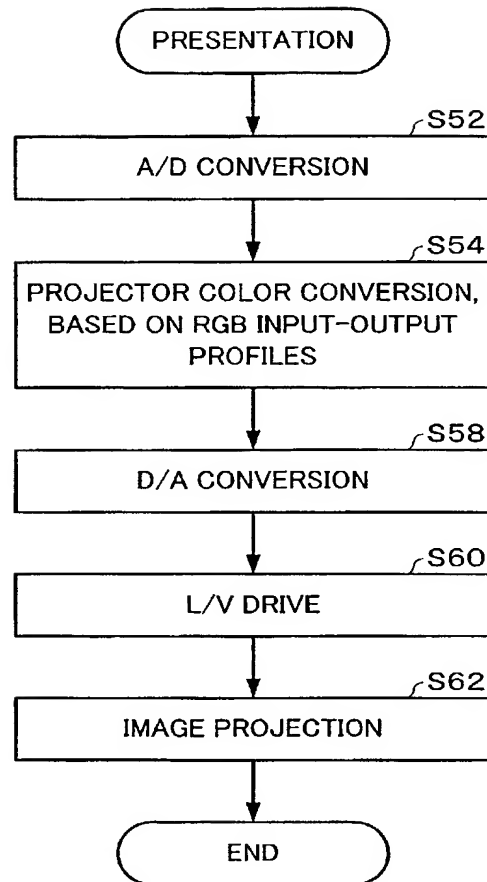 PRESENTATION
S52
A/D CONVERSION
S54
PROJECTOR COLOR CONVERSION,
BASED ON RGB INPUT-OUTPUT
PROFILES
S58
D/A CONVERSION
S60
L/V DRIVE
S62
IMAGE PROJECTION
END